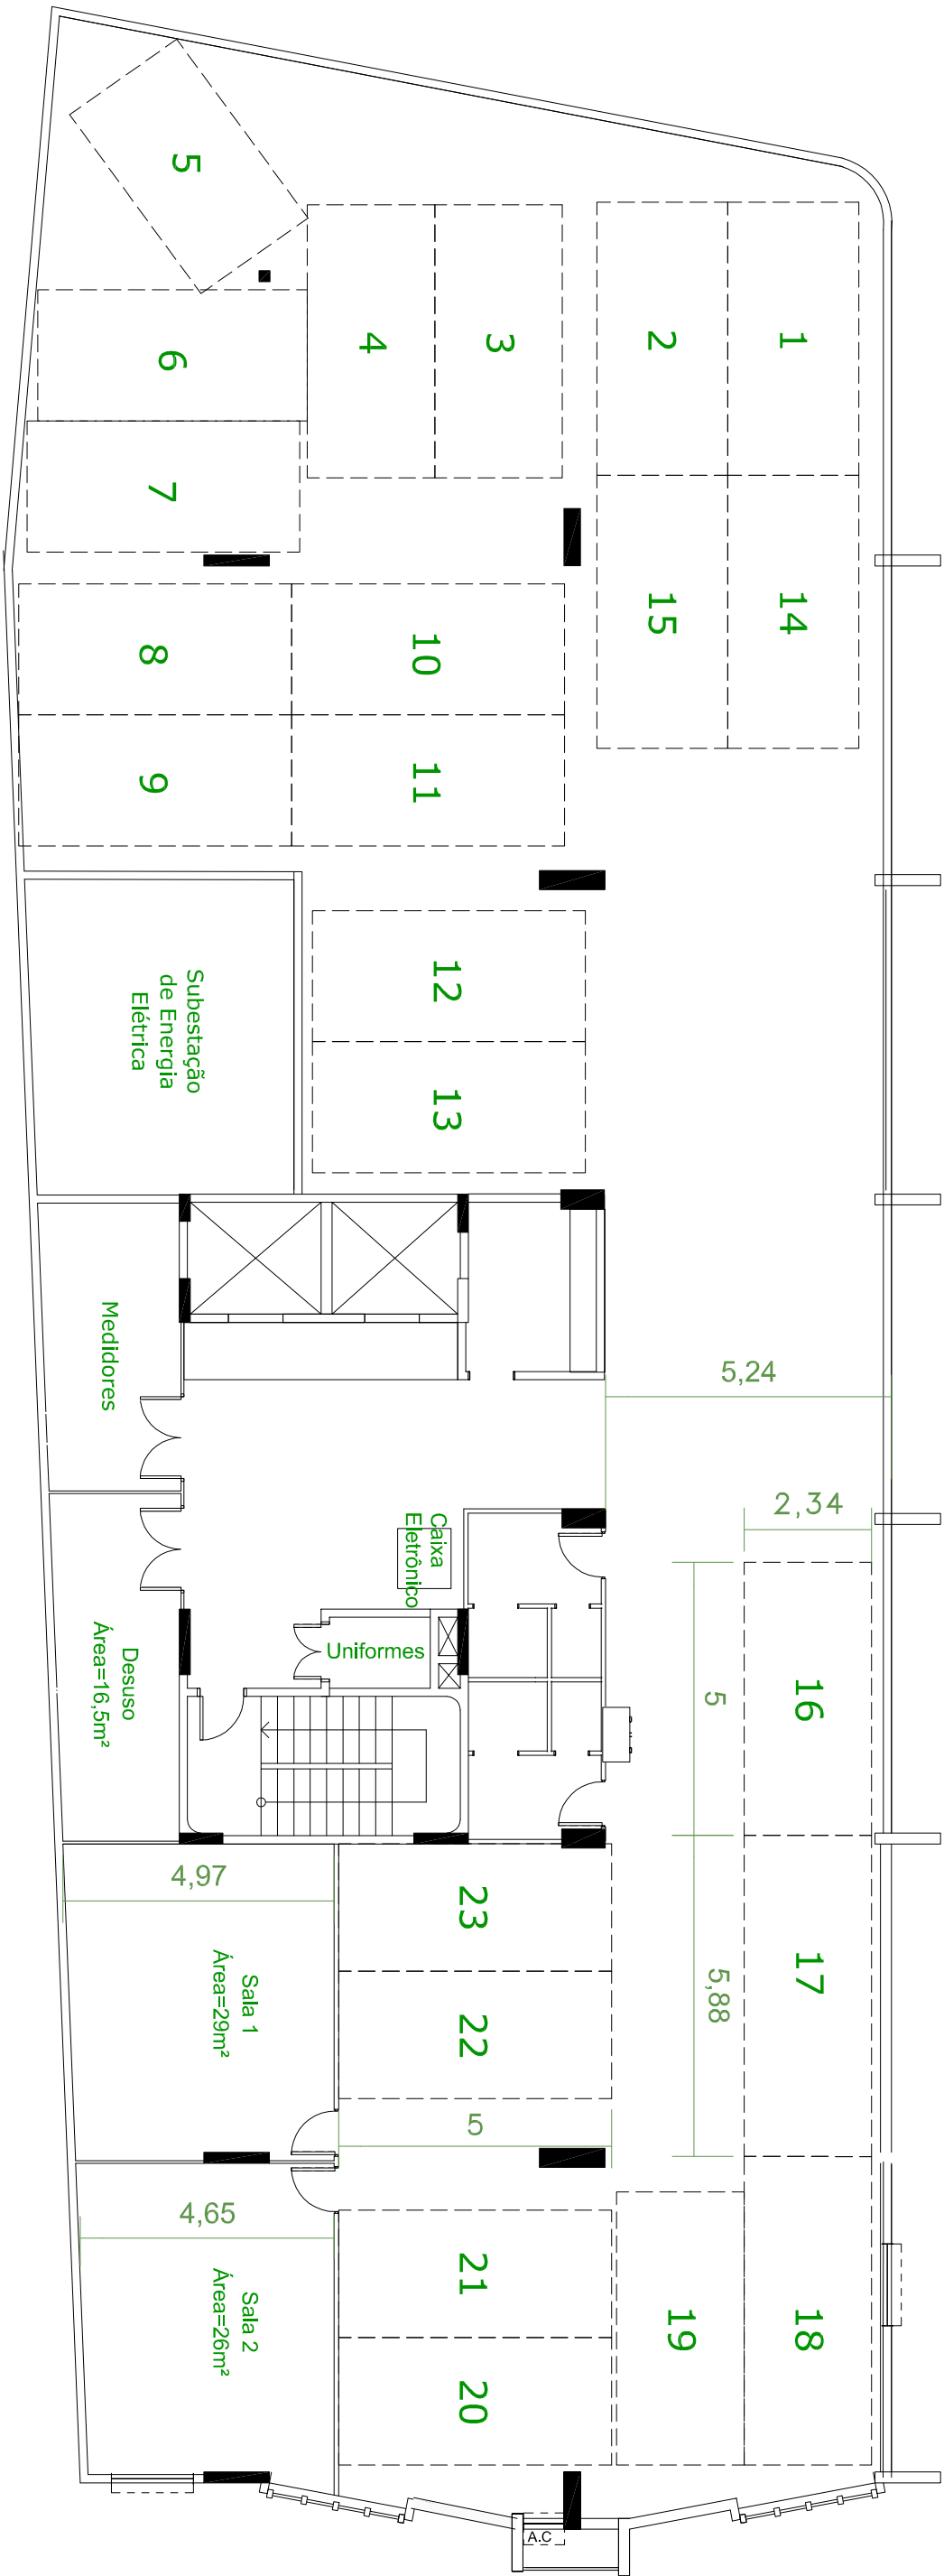 5
4
3
2
1
6
7
15
14
8
10
9
11
12
Subestação
de Energia
Elétrica
13
Medidores
5,24
2,34
Caixa
Eletrônico
Uniformes
Desuso
Área=16,5m²
5
16
4,97
23
17
Sala 1
Área=29m²
22
5,88
5
4,65
21
Sala 2
Área=26m²
19
18
20
A.C